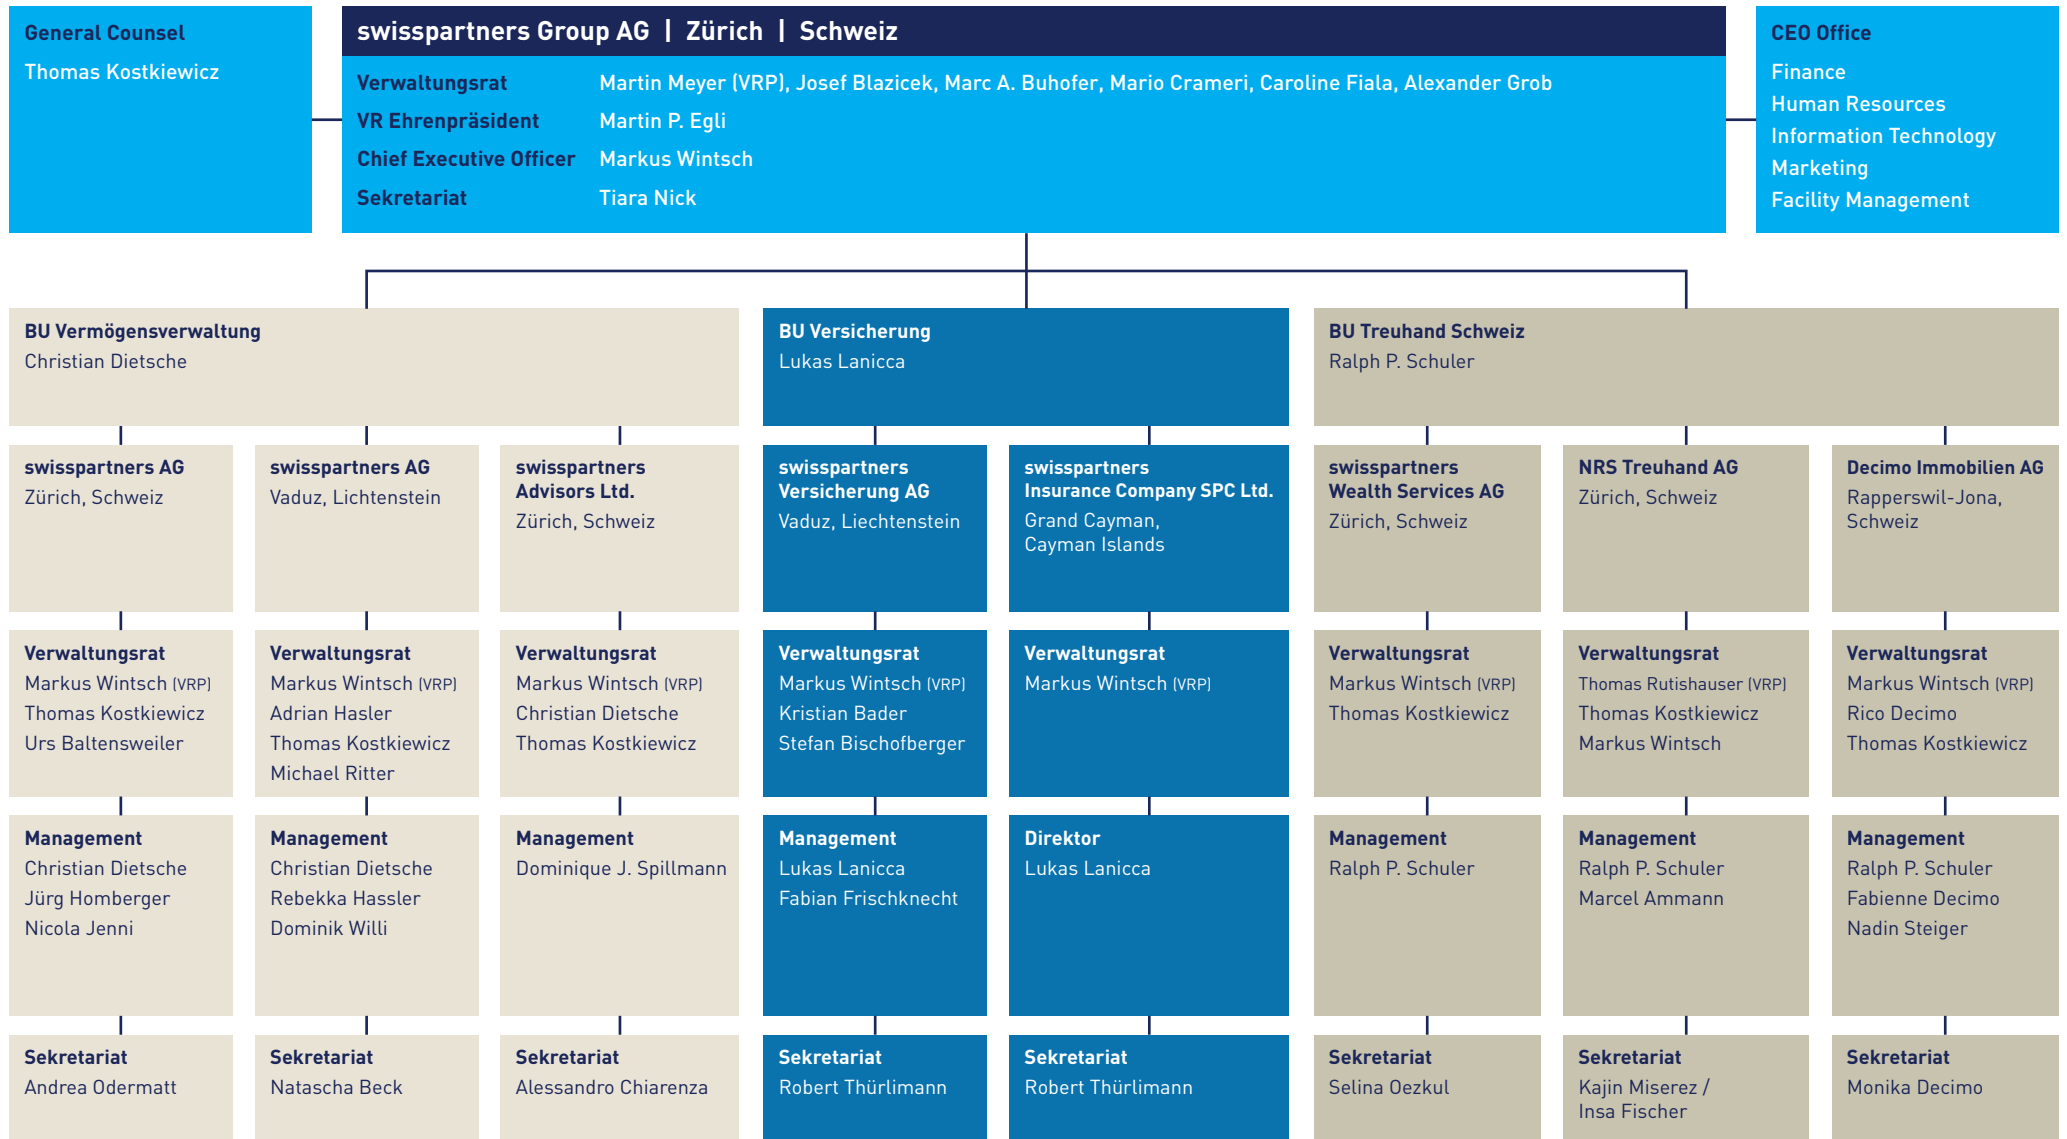 General Counsel
Thomas Kostkiewicz
swisspartners Group AG | Zürich | Schweiz
Verwaltungsrat Martin Meyer (VRP), Josef Blazicek, Marc A. Buhofer, Mario Crameri, Caroline Fiala, Alexander Grob
VR Ehrenpräsident Martin P. Egli
Chief Executive Officer Markus Wintsch
Sekretariat Tiara Nick
CEO Office
Finance
Human Resources
Information Technology
Marketing
Facility Management
BU Vermögensverwaltung
Christian Dietsche
swisspartners AG
Zürich, Schweiz
Verwaltungsrat
Markus Wintsch (VRP)
Thomas Kostkiewicz
Urs Baltensweiler
Management
Christian Dietsche
Jürg Homberger
Nicola Jenni
Sekretariat
Andrea Odermatt
swisspartners AG
Vaduz, Lichtenstein
Verwaltungsrat
Markus Wintsch (VRP)
Adrian Hasler
Thomas Kostkiewicz
Michael Ritter
Management
Christian Dietsche
Rebekka Hassler
Dominik Willi
Sekretariat
Natascha Beck
swisspartners
Advisors Ltd.
Zürich, Schweiz
Verwaltungsrat
Markus Wintsch (VRP)
Christian Dietsche
Thomas Kostkiewicz
Management
Dominique J. Spillmann
Sekretariat
Alessandro Chiarenza
BU Versicherung
Lukas Lanicca
swisspartners
Versicherung AG
Vaduz, Liechtenstein
Verwaltungsrat
Markus Wintsch (VRP)
Kristian Bader
Stefan Bischofberger
Management
Lukas Lanicca
Fabian Frischknecht
Sekretariat
Robert Thürlimann
swisspartners
Insurance Company SPC Ltd.
Grand Cayman,
Cayman Islands
Verwaltungsrat
Markus Wintsch (VRP)
Direktor
Lukas Lanicca
Sekretariat
Robert Thürlimann
BU Treuhand Schweiz
Ralph P. Schuler
swisspartners
Wealth Services AG
Zürich, Schweiz
Verwaltungsrat
Markus Wintsch (VRP)
Thomas Kostkiewicz
Management
Ralph P. Schuler
Sekretariat
Selina Oezkul
NRS Treuhand AG
Zürich, Schweiz
Verwaltungsrat
Thomas Rutishauser (VRP)
Thomas Kostkiewicz
Markus Wintsch
Management
Ralph P. Schuler
Marcel Ammann
Sekretariat
Kajin Miserez /
Insa Fischer
Decimo Immobilien AG
Rapperswil-Jona,
Schweiz
Verwaltungsrat
Markus Wintsch (VRP)
Rico Decimo
Thomas Kostkiewicz
Management
Ralph P. Schuler
Fabienne Decimo
Nadin Steiger
Sekretariat
Monika Decimo